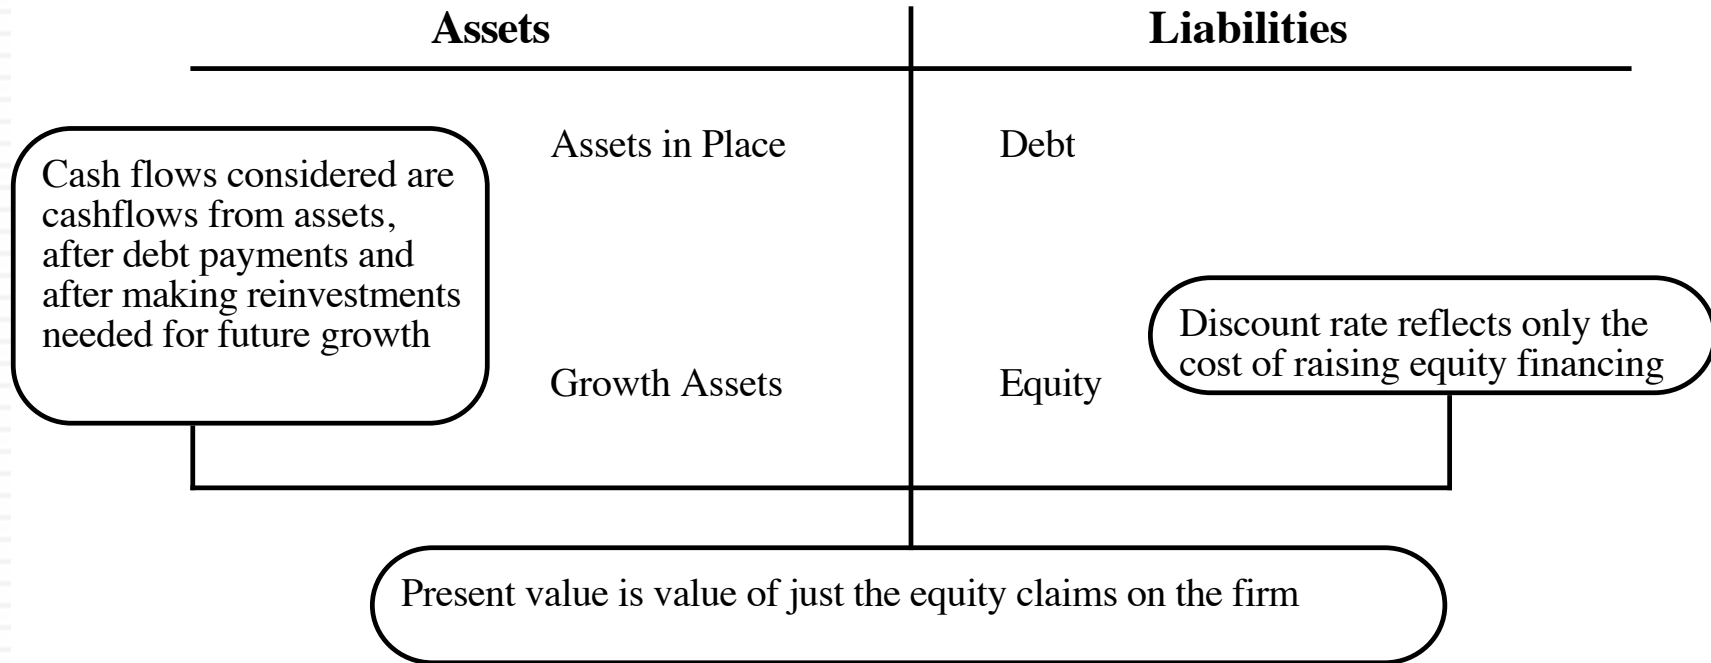 Assets
Liabilities
Assets in Place
Debt
Cash flows considered are
cashflows from assets,
after debt payments and
after making reinvestments
needed for future growth
Growth Assets
Equity
Discount rate reflects only the
cost of raising equity financing
Present value is value of just the equity claims on the firm